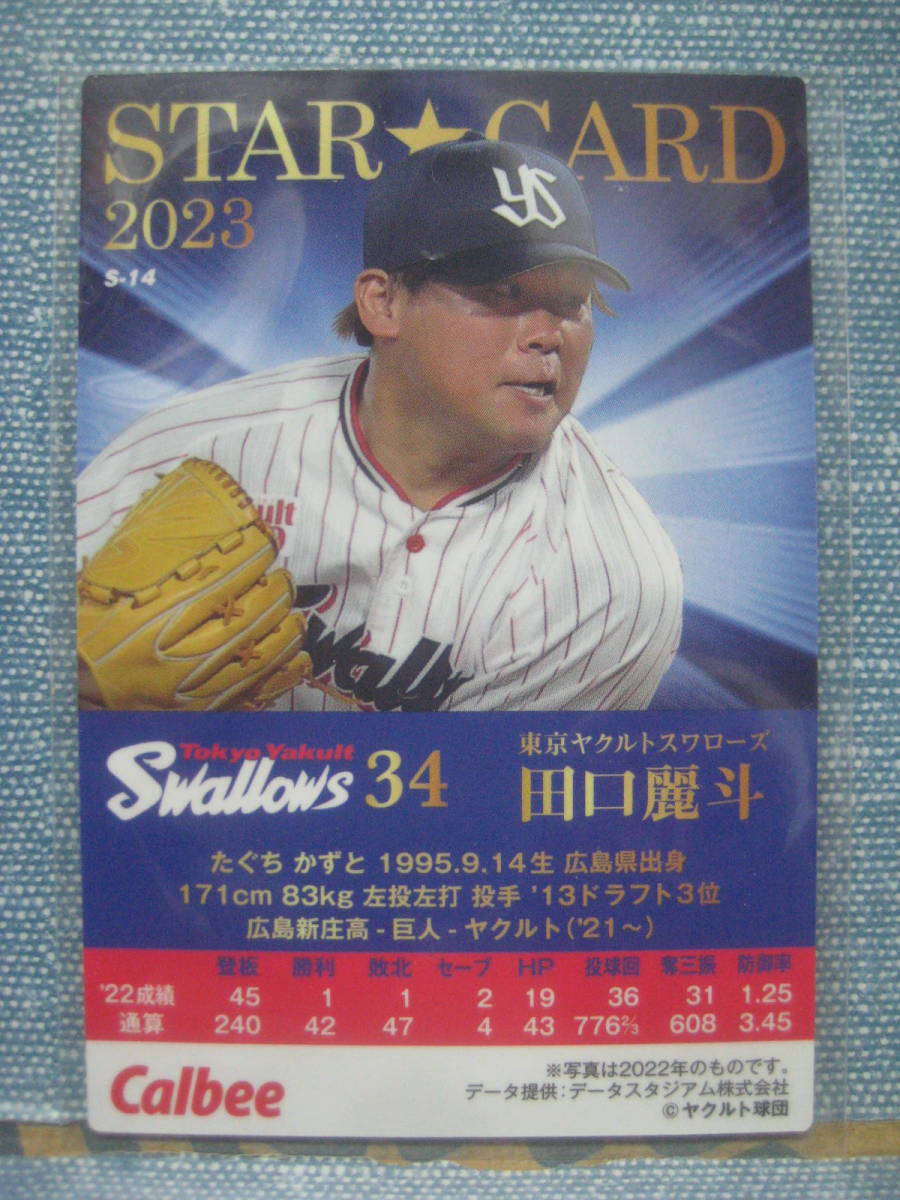 STAR★CARD
2023
S-14
YS
Tokyo Yakult
Swallows
34
東京ヤクルトスワローズ
田口麗斗
たぐち かずと 1995.9.14生 広島県出身
171cm 83kg 左投左打 投手 '13ドラフト3位
広島新庄高-巨人-ヤクルト('21〜)
登板 勝利 敗北 セーブ HP 投球回 奪三振 防御率
'22成績 45 1 1 2 19 36 31 1.25
通算 240 42 47 4 43 776⅔ 608 3.45
Calbee
※写真は2022年のものです。
データ提供:データスタジアム株式会社
©ヤクルト球団